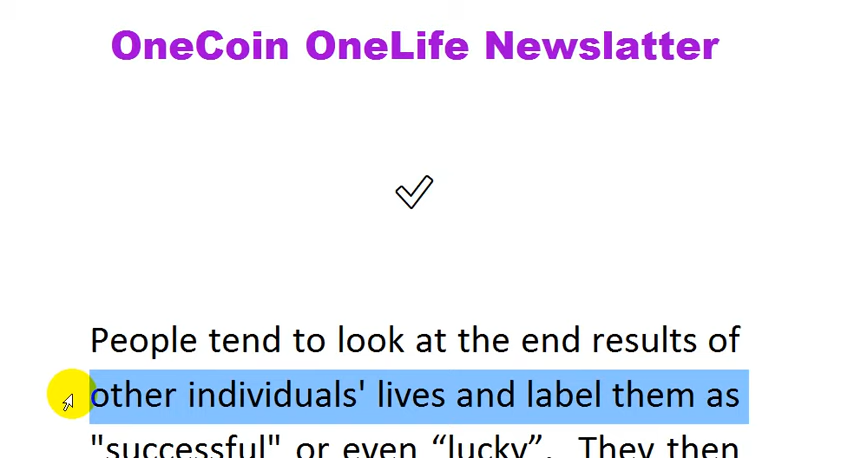 OneCoin OneLife Newslatter
People tend to look at the end results of
other individuals' lives and label them as
"successful" or even “lucky”.  They then